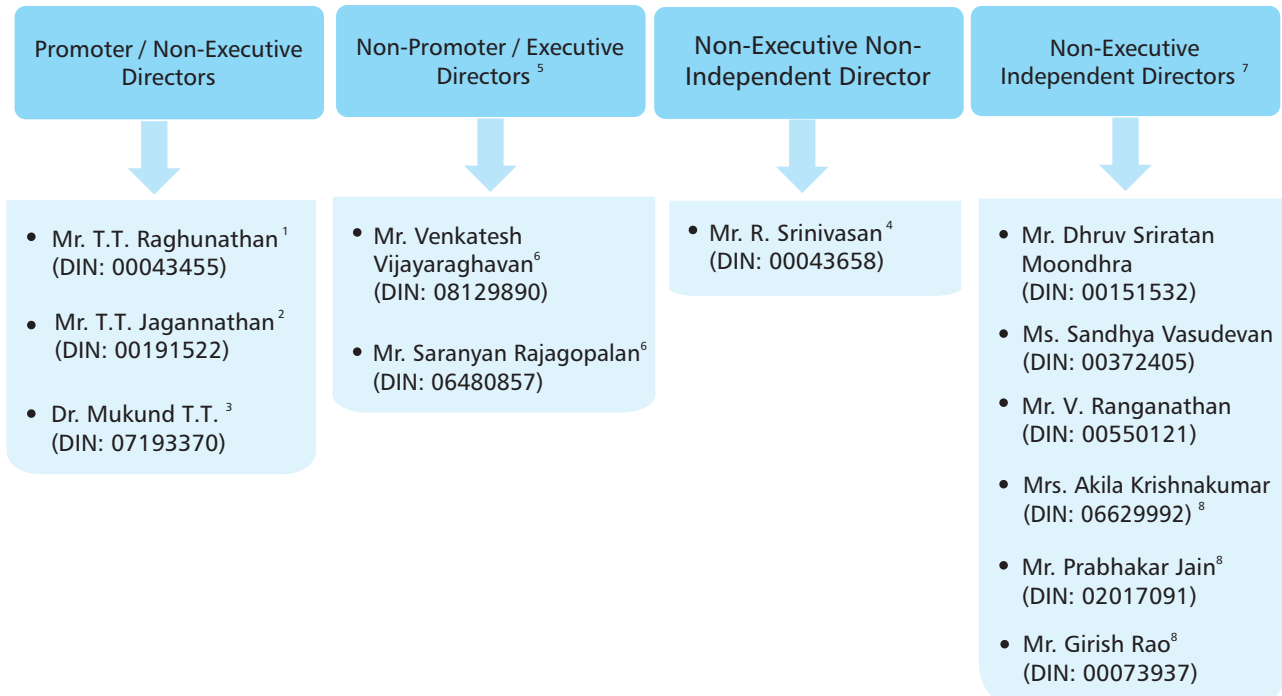 Promoter / Non-Executive
Directors
Non-Promoter / Executive
Directors 5
Non-Executive Non-
Independent Director
Non-Executive
Independent Directors 7
• Mr. T.T. Raghunathan 1
(DIN: 00043455)
• Mr. T.T. Jagannathan 2
(DIN: 00191522)
• Dr. Mukund T.T. 3
(DIN: 07193370)
• Mr. Venkatesh
Vijayaraghavan6
(DIN: 08129890)
• Mr. Saranyan Rajagopalan6
(DIN: 06480857)
• Mr. R. Srinivasan4
(DIN: 00043658)
• Mr. Dhruv Sriratan
Moondhra
(DIN: 00151532)
• Ms. Sandhya Vasudevan
(DIN: 00372405)
• Mr. V. Ranganathan
(DIN: 00550121)
• Mrs. Akila Krishnakumar
(DIN: 06629992) 8
• Mr. Prabhakar Jain8
(DIN: 02017091)
• Mr. Girish Rao8
(DIN: 00073937)